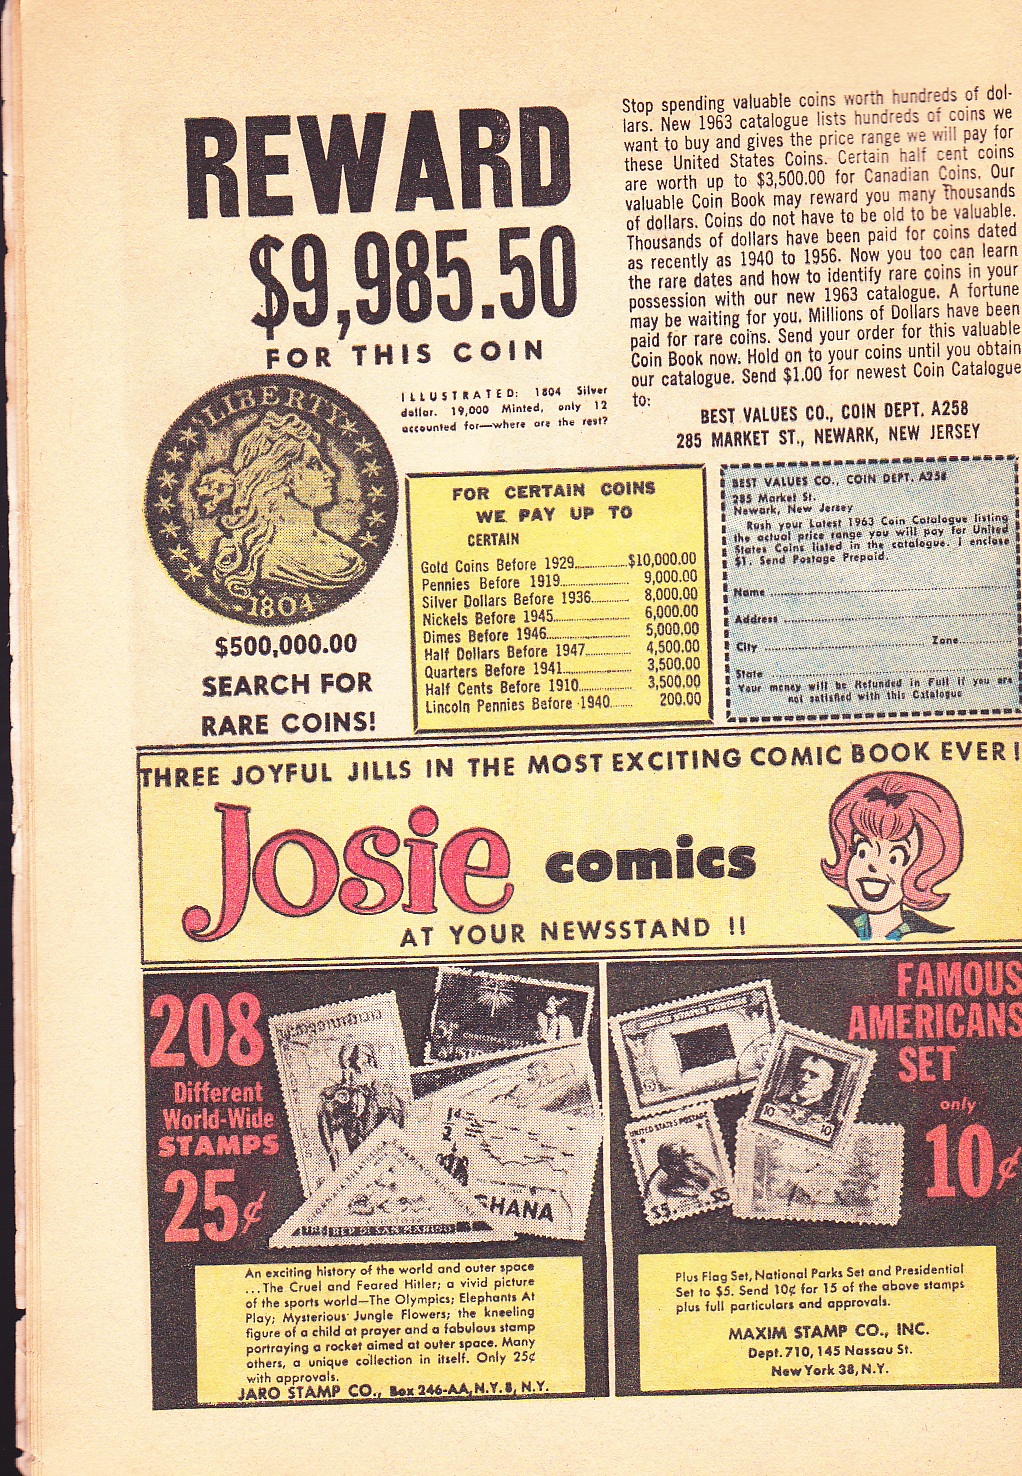 REWARD
$9,985.50
FOR THIS COIN
ILLUSTRATED: 1804 Silver
dollar. 19,000 Minted, only 12
accounted for—where are the rest?
LIBERTY
1804
$500,000.00
SEARCH FOR
RARE COINS!
Stop spending valuable coins worth hundreds of dol-
lars. New 1963 catalogue lists hundreds of coins we
want to buy and gives the price range we will pay for
these United States Coins. Certain half cent coins
are worth up to $3,500.00 for Canadian Coins. Our
valuable Coin Book may reward you many thousands
of dollars. Coins do not have to be old to be valuable.
Thousands of dollars have been paid for coins dated
as recently as 1940 to 1956. Now you too can learn
the rare dates and how to identify rare coins in your
possession with our new 1963 catalogue. A fortune
may be waiting for you. Millions of Dollars have been
paid for rare coins. Send your order for this valuable
Coin Book now. Hold on to your coins until you obtain
our catalogue. Send $1.00 for newest Coin Catalogue
to:
BEST VALUES CO., COIN DEPT. A258
285 MARKET ST., NEWARK, NEW JERSEY
FOR CERTAIN COINS
WE PAY UP TO
CERTAIN
Gold Coins Before 1929..............$10,000.00
Pennies Before 1919.............. 9,000.00
Silver Dollars Before 1936........... 8,000.00
Nickels Before 1945.................. 6,000.00
Dimes Before 1946................... 5,000.00
Half Dollars Before 1947........... 4,500.00
Quarters Before 1941................ 3,500.00
Half Cents Before 1910............. 3,500.00
Lincoln Pennies Before 1940....... 200.00
BEST VALUES CO., COIN DEPT. A258
285 Market St.
Newark, New Jersey
Rush your Latest 1963 Coin Catalogue listing
the actual price range you will pay for United
States Coins listed in the catalogue. I enclose
$1. Send Postage Prepaid.
Name
Address
City Zone
State
Your money will be Refunded in Full if you are
not satisfied with this Catalogue
THREE JOYFUL JILLS IN THE MOST EXCITING COMIC BOOK EVER!
Josie comics
AT YOUR NEWSSTAND !!
208
Different
World-Wide
STAMPS
25¢
GHANA
REP. DI SAN MARINO
An exciting history of the world and outer space
...The Cruel and Feared Hitler; a vivid picture
of the sports world—The Olympics; Elephants At
Play; Mysterious Jungle Flowers; the kneeling
figure of a child at prayer and a fabulous stamp
portraying a rocket aimed at outer space. Many
others, a unique collection in itself. Only 25¢
with approvals.
JARO STAMP CO., Box 246-AA, N.Y. 8, N.Y.
FAMOUS
AMERICANS
SET
only
10¢
UNITED STATES POSTAGE
5
10 10
UNITED STATES POSTAGE
$5 $5
Plus Flag Set, National Parks Set and Presidential
Set to $5. Send 10¢ for 15 of the above stamps
plus full particulars and approvals.
MAXIM STAMP CO., INC.
Dept. 710, 145 Nassau St.
New York 38, N.Y.